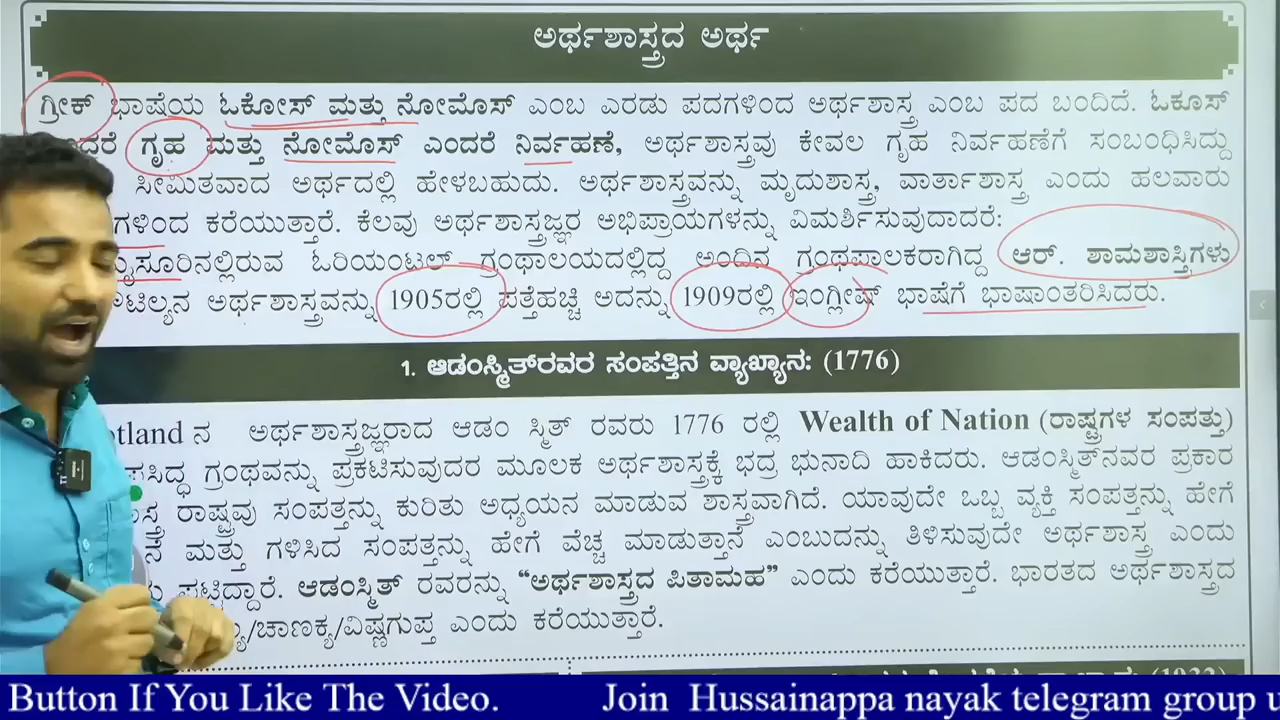 ಅರ್ಥಶಾಸ್ತ್ರದ ಅರ್ಥ
ಗ್ರೀಕ್ ಭಾಷೆಯ ಓಕೋಸ್ ಮತ್ತು ನೋಮೊಸ್ ಎಂಬ ಎರಡು ಪದಗಳಿಂದ ಅರ್ಥಶಾಸ್ತ್ರ ಎಂಬ ಪದ ಬಂದಿದೆ. ಓಕೂಸ್
ಗೃಹ ಮತ್ತು ನೋಮೊಸ್ ಎಂದರೆ ನಿರ್ವಹಣೆ, ಅರ್ಥಶಾಸ್ತ್ರವು ಕೇವಲ ಗೃಹ ನಿರ್ವಹಣೆಗೆ ಸಂಬಂಧಿಸಿದ್ದು
ಸೀಮಿತವಾದ ಅರ್ಥದಲ್ಲಿ ಹೇಳಬಹುದು. ಅರ್ಥಶಾಸ್ತ್ರವನ್ನು ಮೃದುಶಾಸ್ತ್ರ, ವಾರ್ತಾಶಾಸ್ತ್ರ ಎಂದು ಹಲವಾರು
ಗಳಿಂದ ಕರೆಯುತ್ತಾರೆ. ಕೆಲವು ಅರ್ಥಶಾಸ್ತ್ರಜ್ಞರ ಅಭಿಪ್ರಾಯಗಳನ್ನು ವಿಮರ್ಶಿಸುವುದಾದರೆ:
ಮೈಸೂರಿನಲ್ಲಿರುವ ಓರಿಯಂಟಲ್ ಗ್ರಂಥಾಲಯದಲ್ಲಿದ್ದ ಅಂದಿನ ಗ್ರಂಥಪಾಲಕರಾಗಿದ್ದ ಆರ್. ಶಾಮಶಾಸ್ತ್ರಿಗಳು
ಟಿಲ್ಯನ ಅರ್ಥಶಾಸ್ತ್ರವನ್ನು 1905ರಲ್ಲಿ ಪತ್ತೆಹಚ್ಚಿ ಅದನ್ನು 1909ರಲ್ಲಿ ಇಂಗ್ಲೀಷ್ ಭಾಷೆಗೆ ಭಾಷಾಂತರಿಸಿದರು.
1. ಆಡಂಸ್ಮಿತ್‌ರವರ ಸಂಪತ್ತಿನ ವ್ಯಾಖ್ಯಾನ: (1776)
otland ನ ಅರ್ಥಶಾಸ್ತ್ರಜ್ಞರಾದ ಆಡಂ ಸ್ಮಿತ್ ರವರು 1776 ರಲ್ಲಿ Wealth of Nation (ರಾಷ್ಟ್ರಗಳ ಸಂಪತ್ತು)
ಪ್ರಸಿದ್ಧ ಗ್ರಂಥವನ್ನು ಪ್ರಕಟಿಸುವುದರ ಮೂಲಕ ಅರ್ಥಶಾಸ್ತ್ರಕ್ಕೆ ಭದ್ರ ಭುನಾದಿ ಹಾಕಿದರು. ಆಡಂಸ್ಮಿತ್‌ನವರ ಪ್ರಕಾರ
ರಾಷ್ಟ್ರವು ಸಂಪತ್ತನ್ನು ಕುರಿತು ಅಧ್ಯಯನ ಮಾಡುವ ಶಾಸ್ತ್ರವಾಗಿದೆ. ಯಾವುದೇ ಒಬ್ಬ ವ್ಯಕ್ತಿ ಸಂಪತ್ತನ್ನು ಹೇಗೆ
ಮತ್ತು ಗಳಿಸಿದ ಸಂಪತ್ತನ್ನು ಹೇಗೆ ವೆಚ್ಚ ಮಾಡುತ್ತಾನೆ ಎಂಬುದನ್ನು ತಿಳಿಸುವುದೇ ಅರ್ಥಶಾಸ್ತ್ರ ಎಂದು
ಪಟ್ಟಿದ್ದಾರೆ. ಆಡಂಸ್ಮಿತ್ ರವರನ್ನು “ಅರ್ಥಶಾಸ್ತ್ರದ ಪಿತಾಮಹ” ಎಂದು ಕರೆಯುತ್ತಾರೆ. ಭಾರತದ ಅರ್ಥಶಾಸ್ತ್ರದ
/ಚಾಣಕ್ಯ/ವಿಷ್ಣುಗುಪ್ತ ಎಂದು ಕರೆಯುತ್ತಾರೆ.
Button If You Like The Video. Join Hussainappa nayak telegram group u